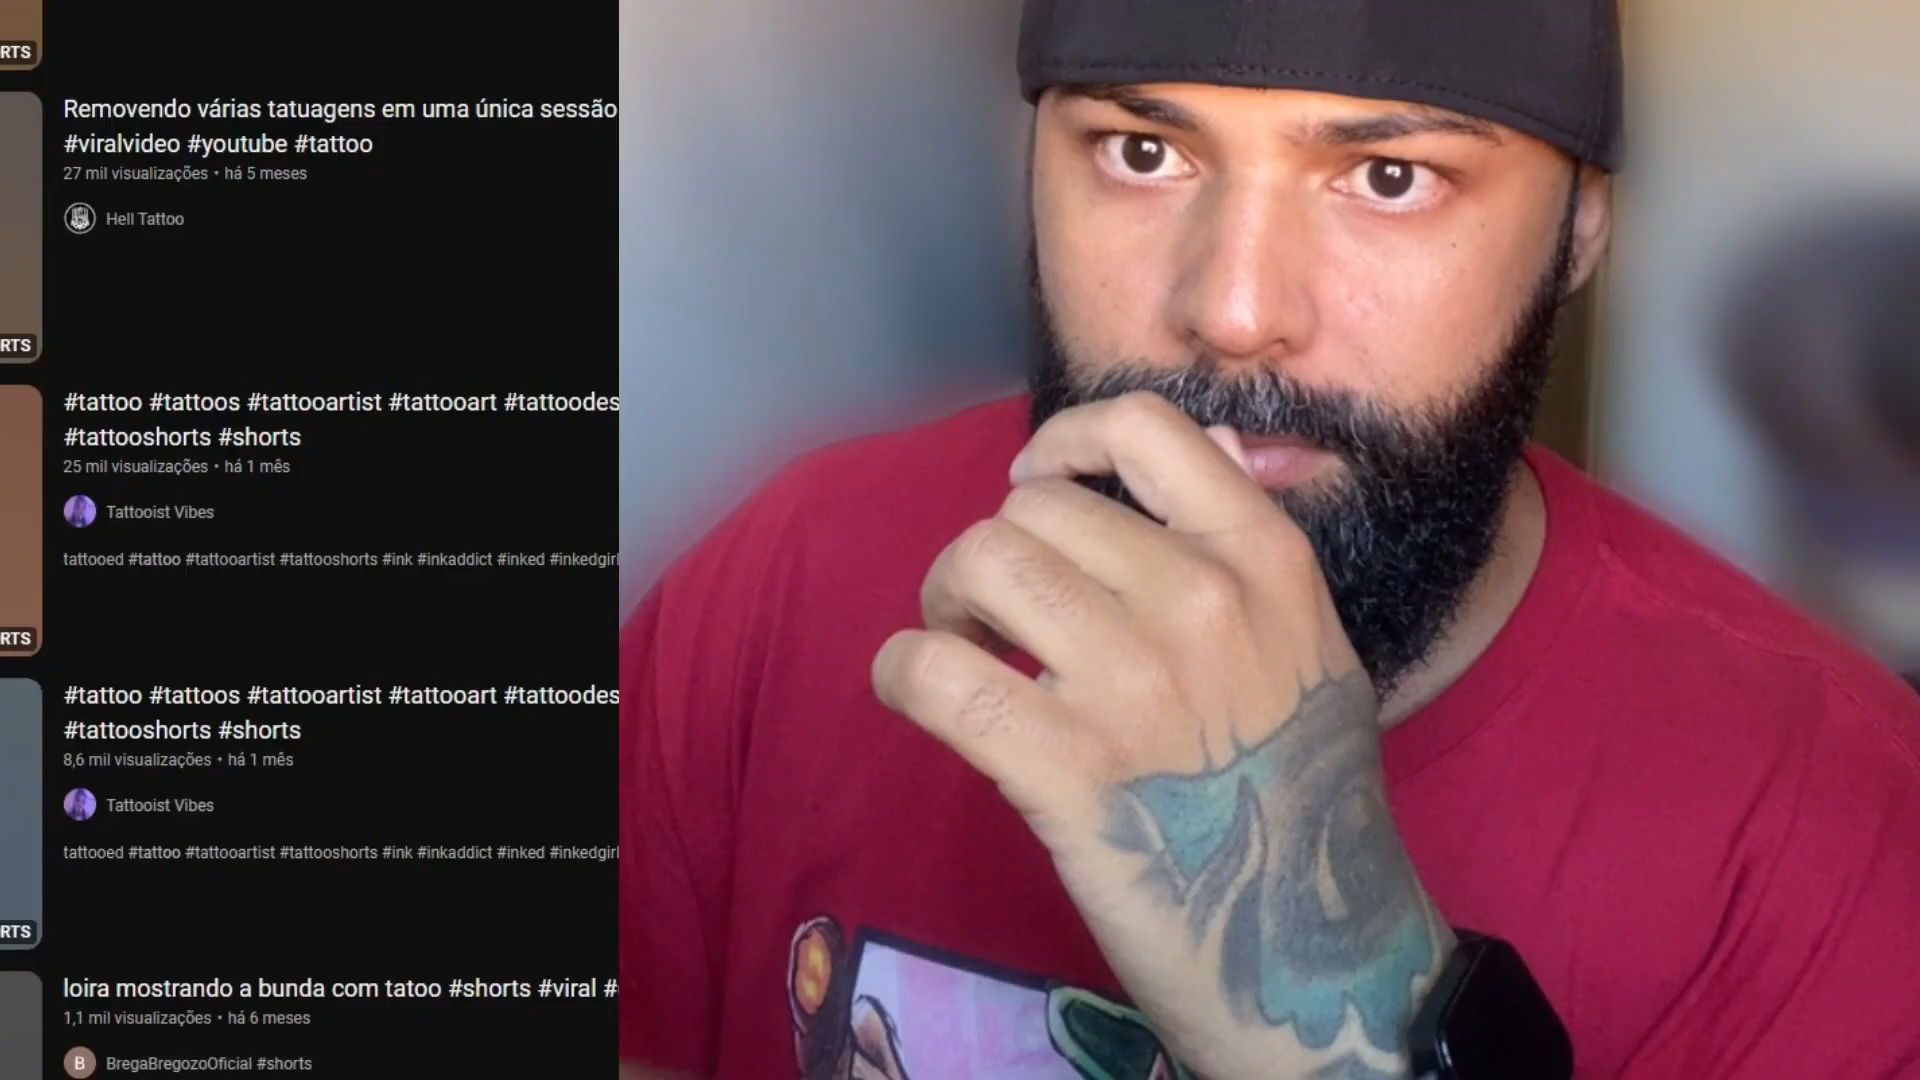 RTS
Removendo várias tatuagens em uma única sessão
#viralvideo #youtube #tattoo
27 mil visualizações • há 5 meses
Hell Tattoo
RTS
#tattoo #tattoos #tattooartist #tattooart #tattoodes
#tattooshorts #shorts
25 mil visualizações • há 1 mês
Tattooist Vibes
tattooed #tattoo #tattooartist #tattooshorts #ink #inkaddict #inked #inkedgirl
RTS
#tattoo #tattoos #tattooartist #tattooart #tattoodes
#tattooshorts #shorts
8,6 mil visualizações • há 1 mês
Tattooist Vibes
tattooed #tattoo #tattooartist #tattooshorts #ink #inkaddict #inked #inkedgirl
RTS
loira mostrando a bunda com tatoo #shorts #viral #
1,1 mil visualizações • há 6 meses
B BregaBregozoOficial #shorts